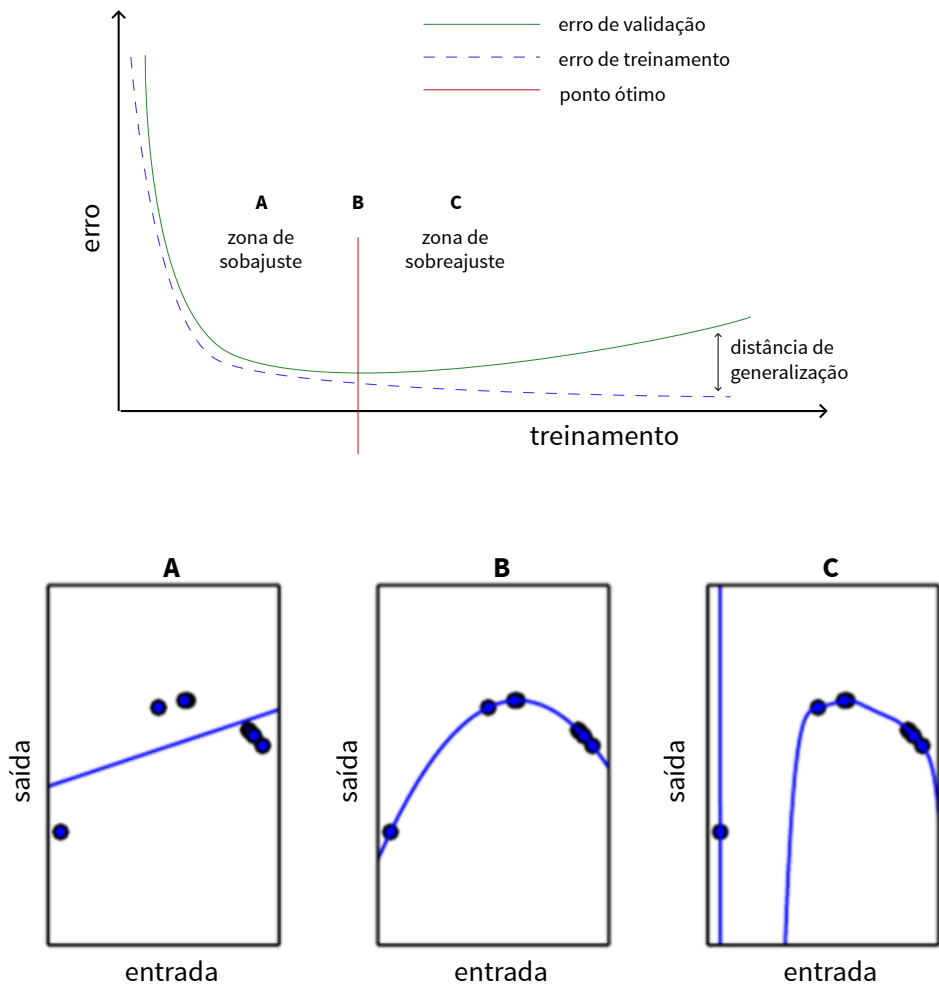 erro de validação
erro de treinamento
ponto ótimo
A
B
C
zona de
sobajuste
zona de
sobreajuste
erro
distância de
generalização
treinamento
A
B
C
saída
saída
saída
entrada
entrada
entrada